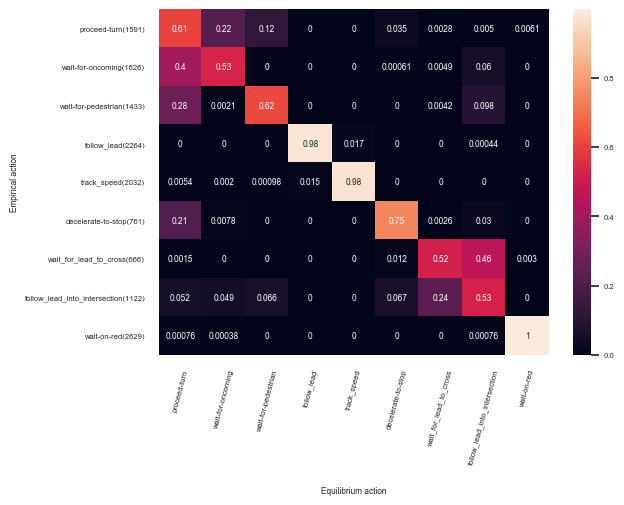 proceed-turn(1591) 0.61 0.22 0.12 0 0 0.035 0.0028 0.005 0.0061
wait-for-oncoming(1626) 0.4 0.53 0 0 0 0.00061 0.0049 0.06 0
wait-for-pedestrian(1433) 0.28 0.0021 0.62 0 0 0 0.0042 0.098 0
follow_lead(2264) 0 0 0 0.98 0.017 0 0 0.00044 0
track_speed(2032) 0.0054 0.002 0.00098 0.015 0.98 0 0 0 0
decelerate-to-stop(761) 0.21 0.0078 0 0 0 0.75 0.0026 0.03 0
wait_for_lead_to_cross(666) 0.0015 0 0 0 0 0.012 0.52 0.46 0.003
follow_lead_into_intersection(1122) 0.052 0.049 0.066 0 0 0.067 0.24 0.53 0
wait-on-red(2629) 0.00076 0.00038 0 0 0 0 0 0.00076 1
Empirical action
proceed-turn
wait-for-oncoming
wait-for-pedestrian
follow_lead
track_speed
decelerate-to-stop
wait_for_lead_to_cross
follow_lead_into_intersection
wait-on-red
Equilibrium action
0.8
0.6
0.4
0.2
0.0